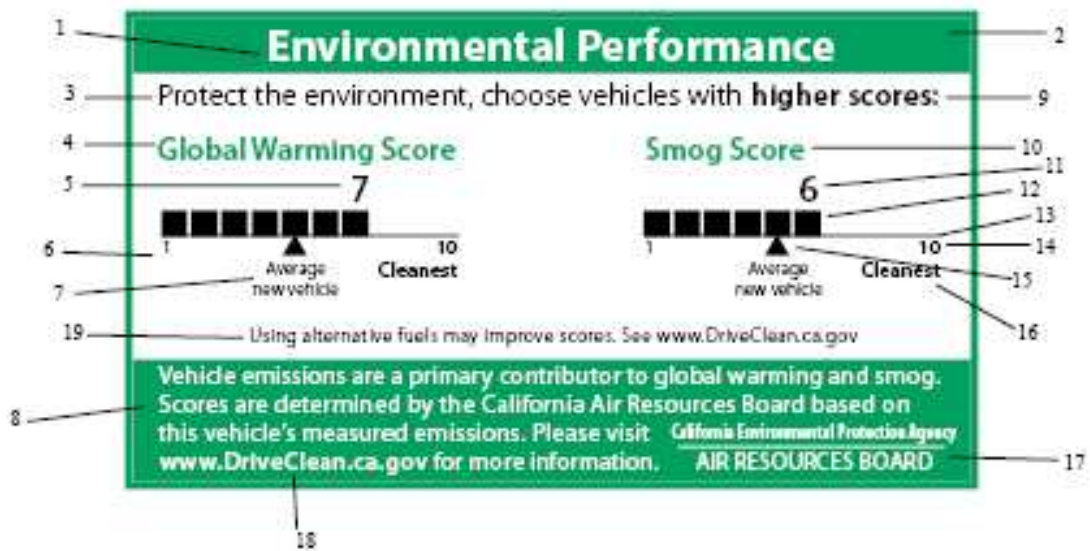 1
Environmental Performance
2
3
Protect the environment, choose vehicles with higher scores:
9
4
Global Warming Score
Smog Score
10
5
7
6
11
12
13
6
1
10
1
10
14
Average
new vehicle
Cleanest
Average
new vehicle
Cleanest
15
7
16
19
Using alternative fuels may improve scores. See www.DriveClean.ca.gov
Vehicle emissions are a primary contributor to global warming and smog.
Scores are determined by the California Air Resources Board based on
this vehicle's measured emissions. Please visit
www.DriveClean.ca.gov for more information.
California Environmental Protection Agency
AIR RESOURCES BOARD
8
17
18